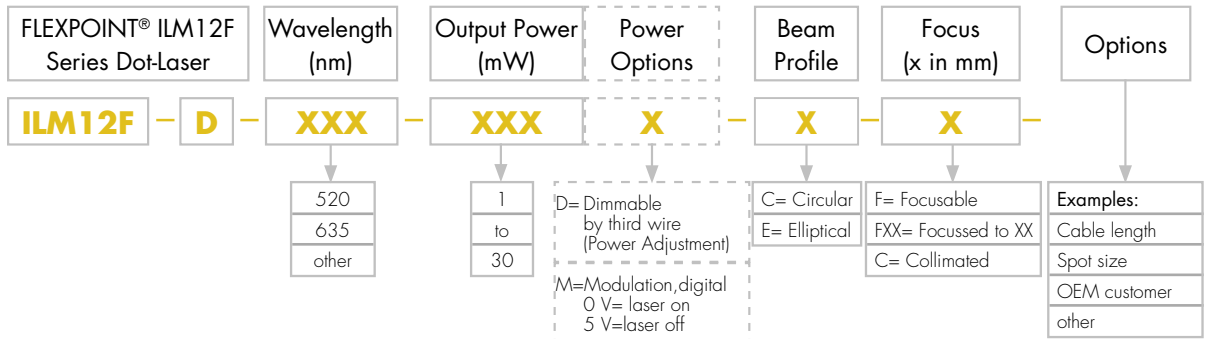 FLEXPOINT® ILM12F
Series Dot-Laser
Wavelength
(nm)
Output Power
(mW)
Power
Options
Beam
Profile
Focus
(x in mm)
Options
ILM12F – D – XXX – XXX X – X – X –
520
635
other
1
to
30
D= Dimmable
by third wire
(Power Adjustment)
M=Modulation,digital
0 V= laser on
5 V=laser off
C= Circular
E= Elliptical
F= Focusable
FXX= Focussed to XX
C= Collimated
Examples:
Cable length
Spot size
OEM customer
other